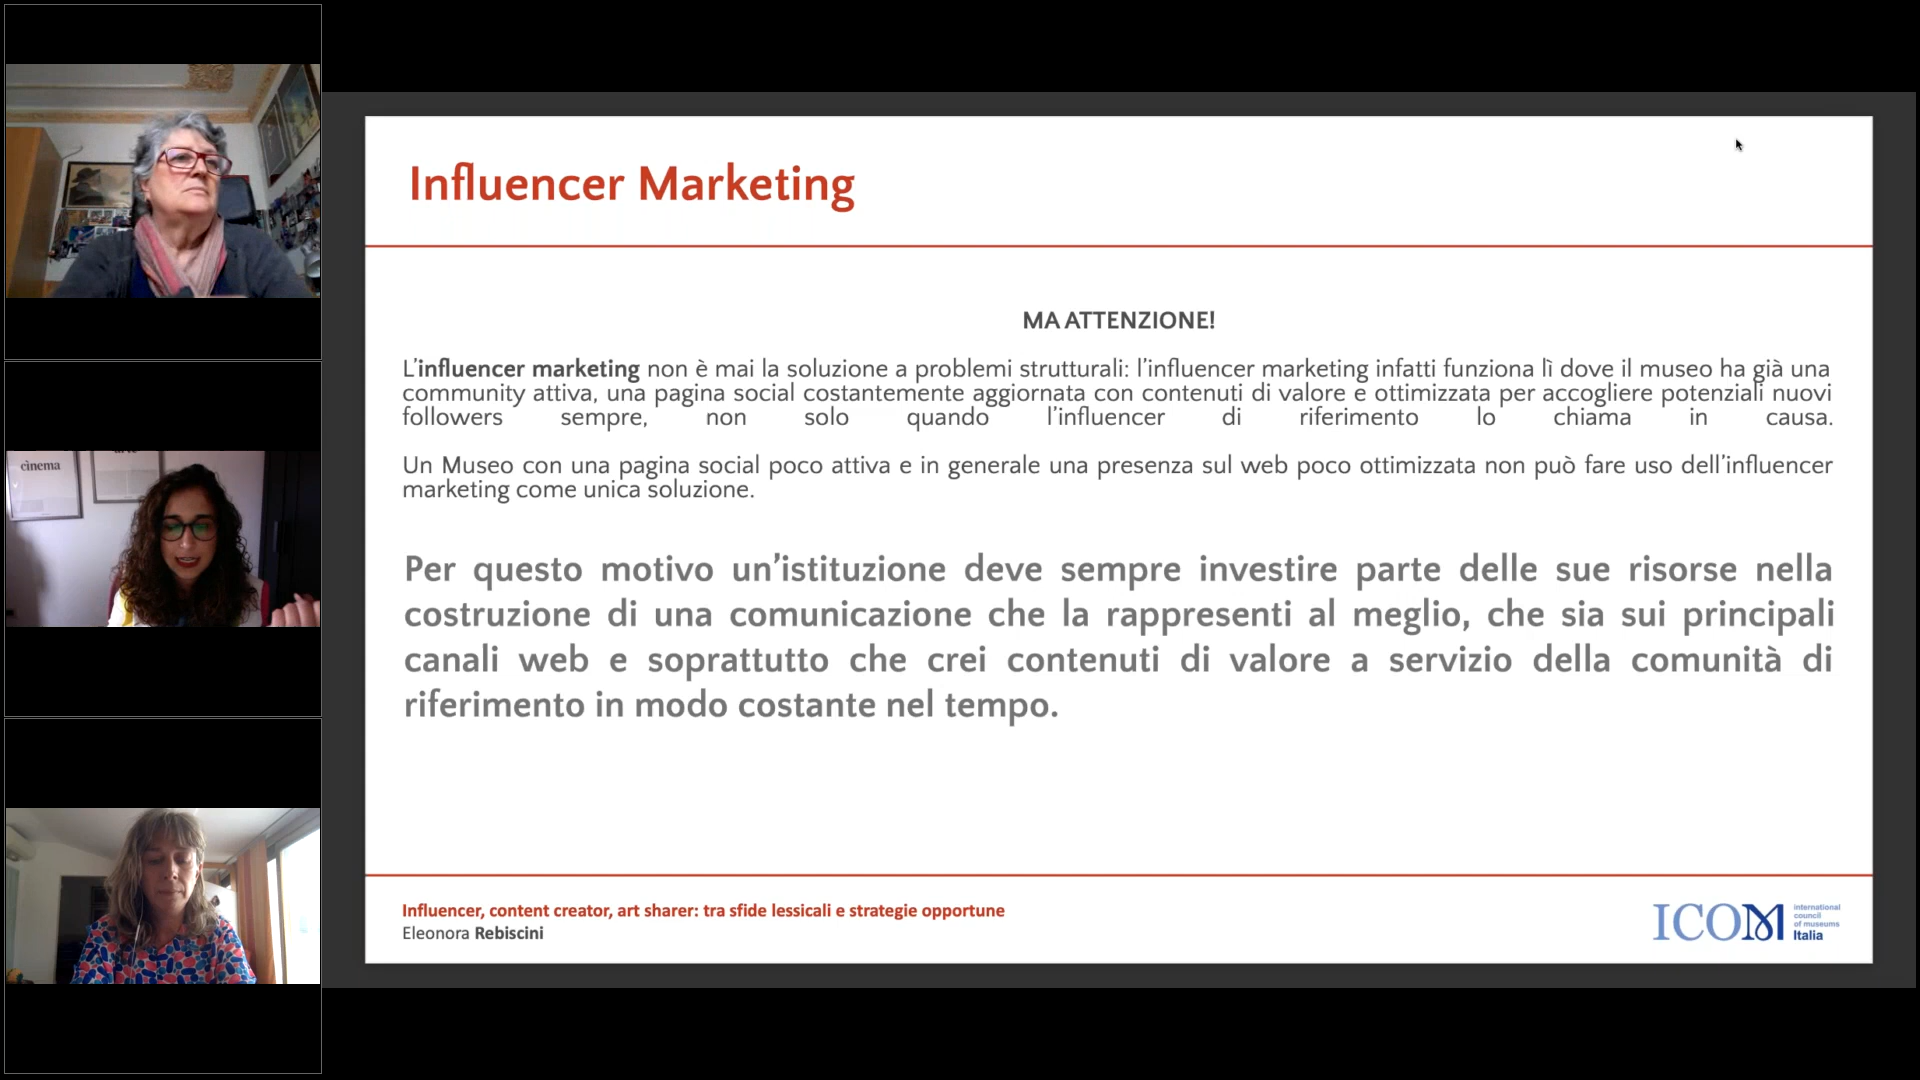 cinema
Influencer Marketing
MA ATTENZIONE!
L’influencer marketing non è mai la soluzione a problemi strutturali: l’influencer marketing infatti funziona lì dove il museo ha già una
community attiva, una pagina social costantemente aggiornata con contenuti di valore e ottimizzata per accogliere potenziali nuovi
followers sempre, non solo quando l’influencer di riferimento lo chiama in causa.
Un Museo con una pagina social poco attiva e in generale una presenza sul web poco ottimizzata non può fare uso dell’influencer
marketing come unica soluzione.
Per questo motivo un’istituzione deve sempre investire parte delle sue risorse nella
costruzione di una comunicazione che la rappresenti al meglio, che sia sui principali
canali web e soprattutto che crei contenuti di valore a servizio della comunità di
riferimento in modo costante nel tempo.
Influencer, content creator, art sharer: tra sfide lessicali e strategie opportune
Eleonora Rebiscini
ICOM
international
council
of museums
Italia